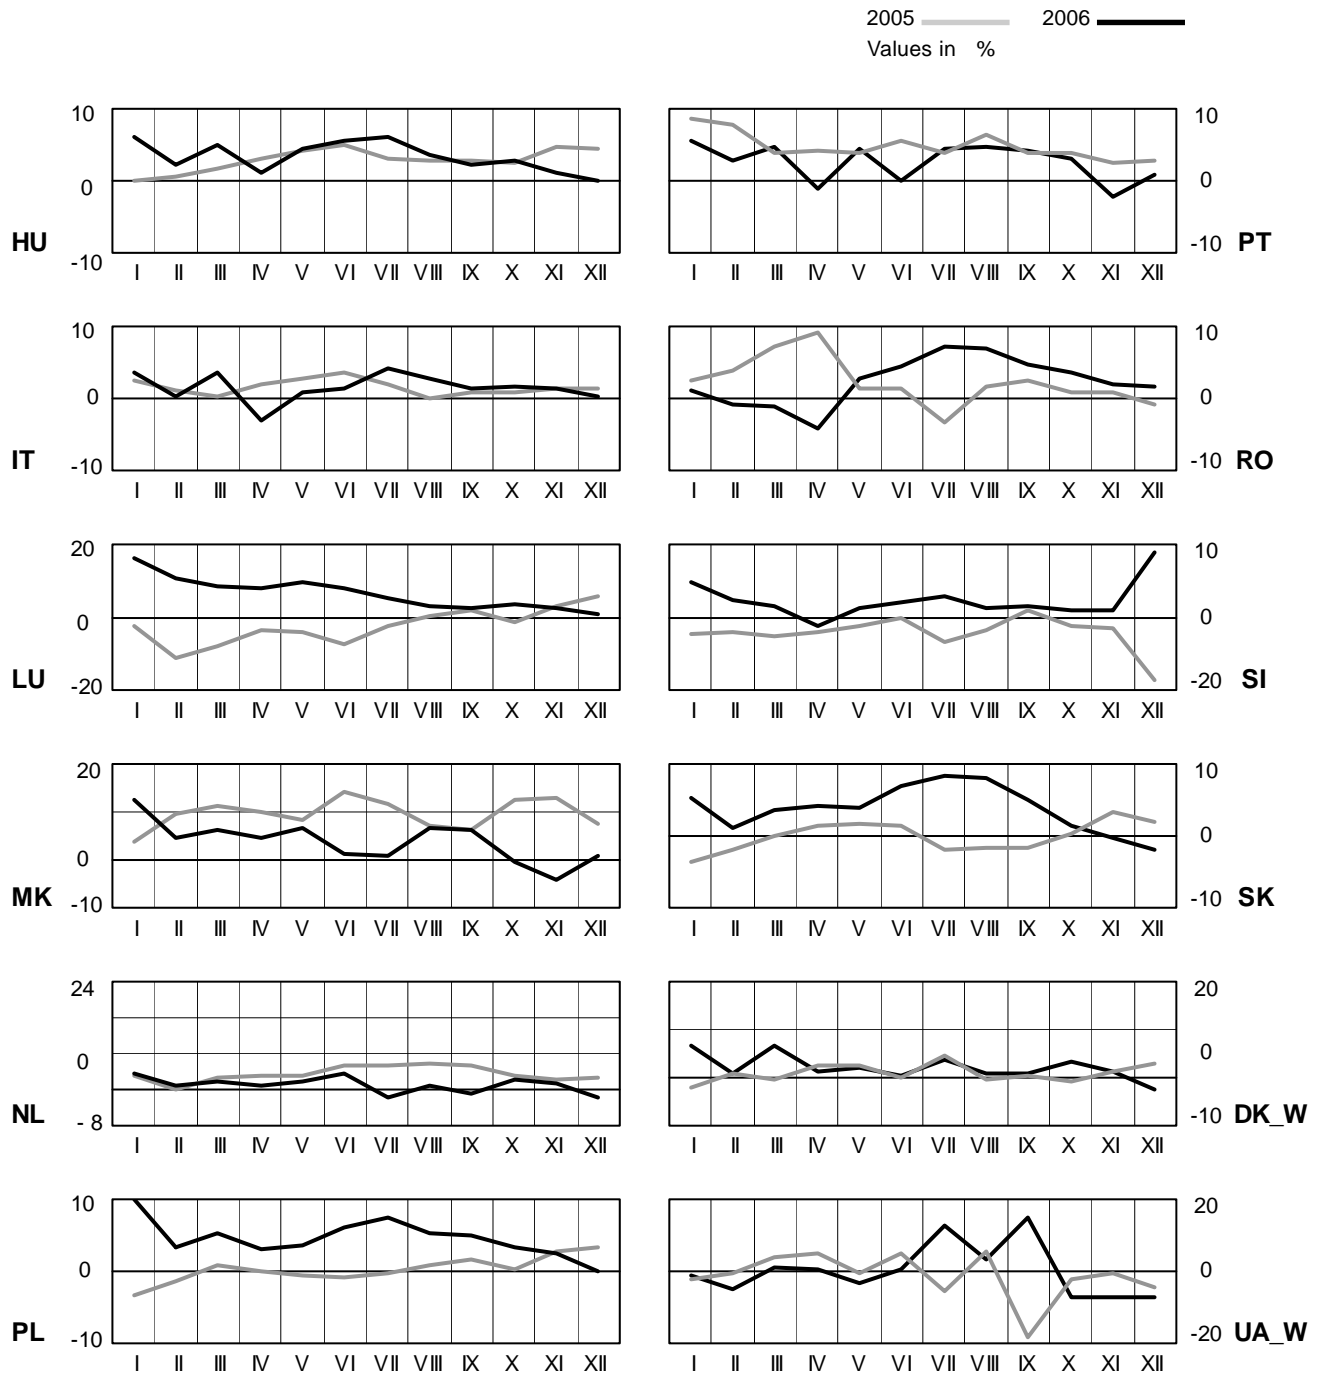 2005 2006
Values in %
10
0
HU
-10
I II III IV V VI VII VIII IX X XI XII
10
0
-10 PT
I II III IV V VI VII VIII IX X XI XII
10
0
IT
-10
I II III IV V VI VII VIII IX X XI XII
10
0
-10 RO
I II III IV V VI VII VIII IX X XI XII
20
0
LU
-20
I II III IV V VI VII VIII IX X XI XII
10
0
-20 SI
I II III IV V VI VII VIII IX X XI XII
20
0
MK
-10
I II III IV V VI VII VIII IX X XI XII
10
0
-10 SK
I II III IV V VI VII VIII IX X XI XII
24
0
NL
- 8
I II III IV V VI VII VIII IX X XI XII
20
0
-10 DK_W
I II III IV V VI VII VIII IX X XI XII
10
0
PL
-10
I II III IV V VI VII VIII IX X XI XII
20
0
-20 UA_W
I II III IV V VI VII VIII IX X XI XII